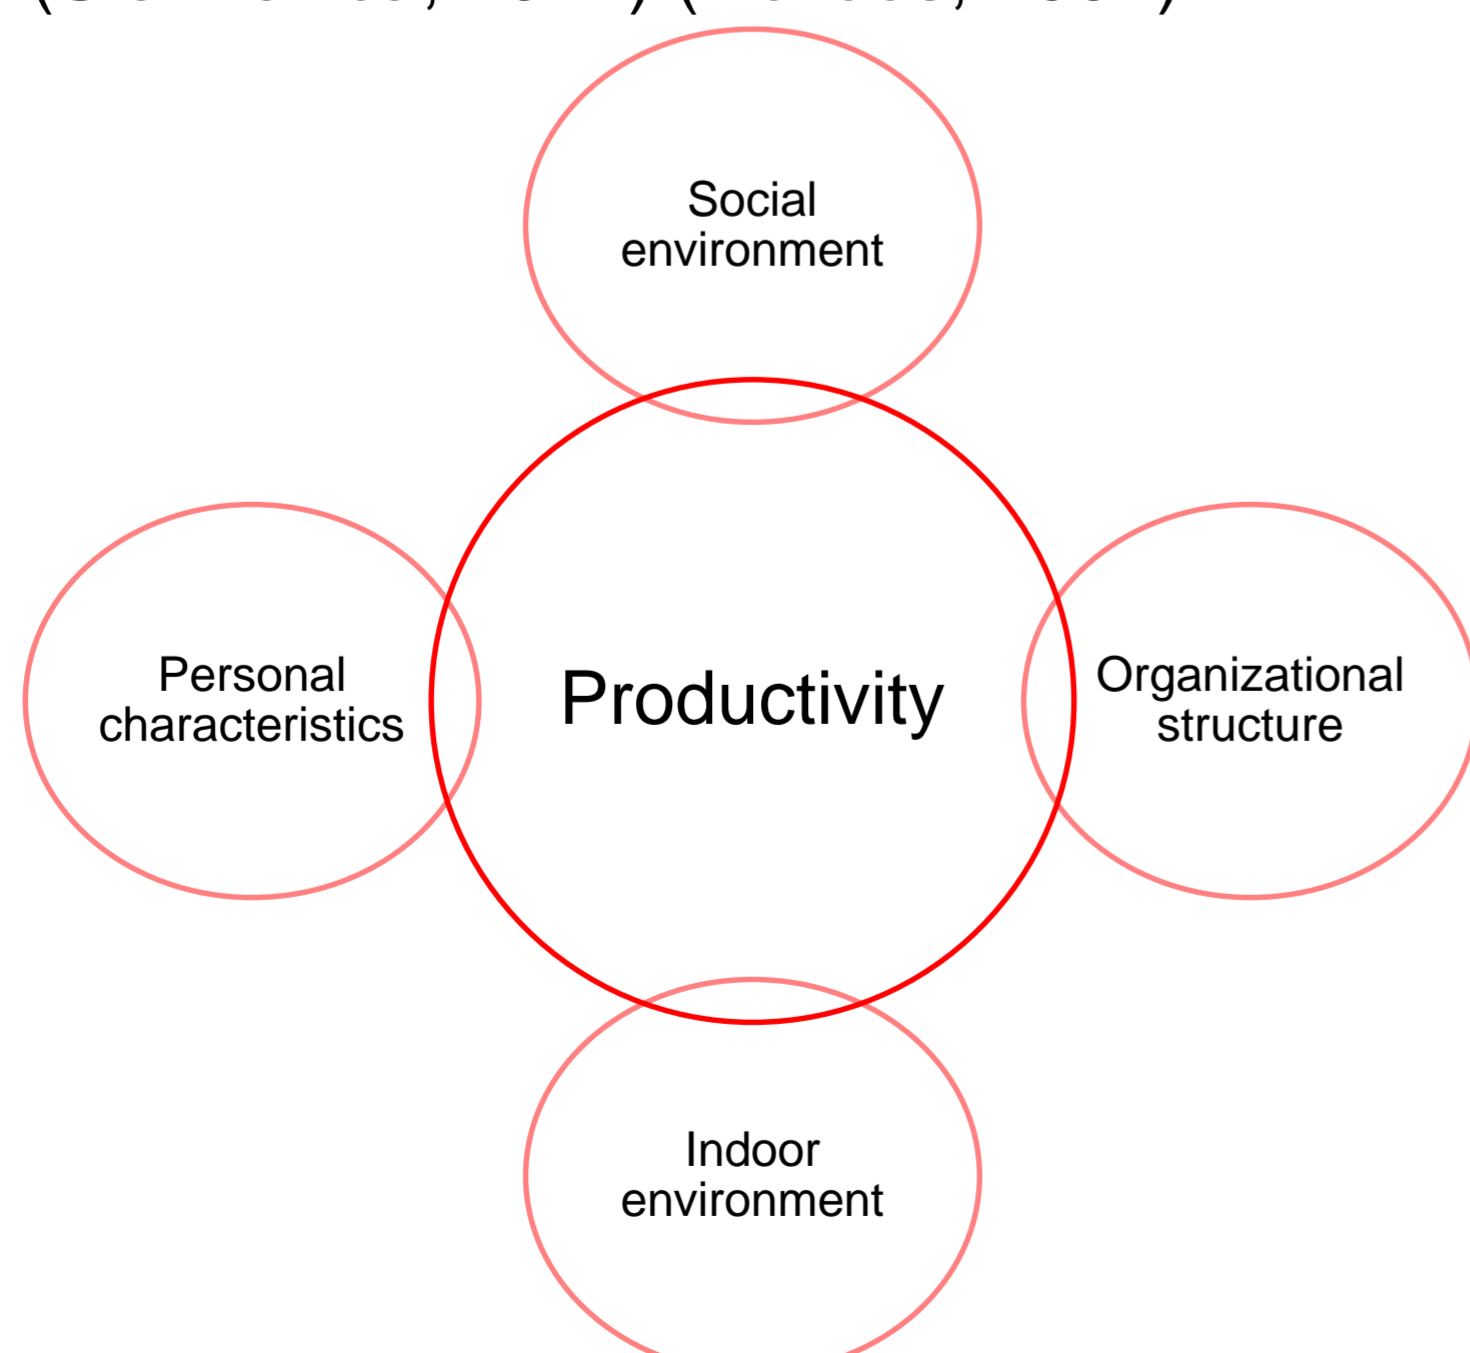 Social
environment
Personal
characteristics
Productivity
Organizational
structure
Indoor
environment